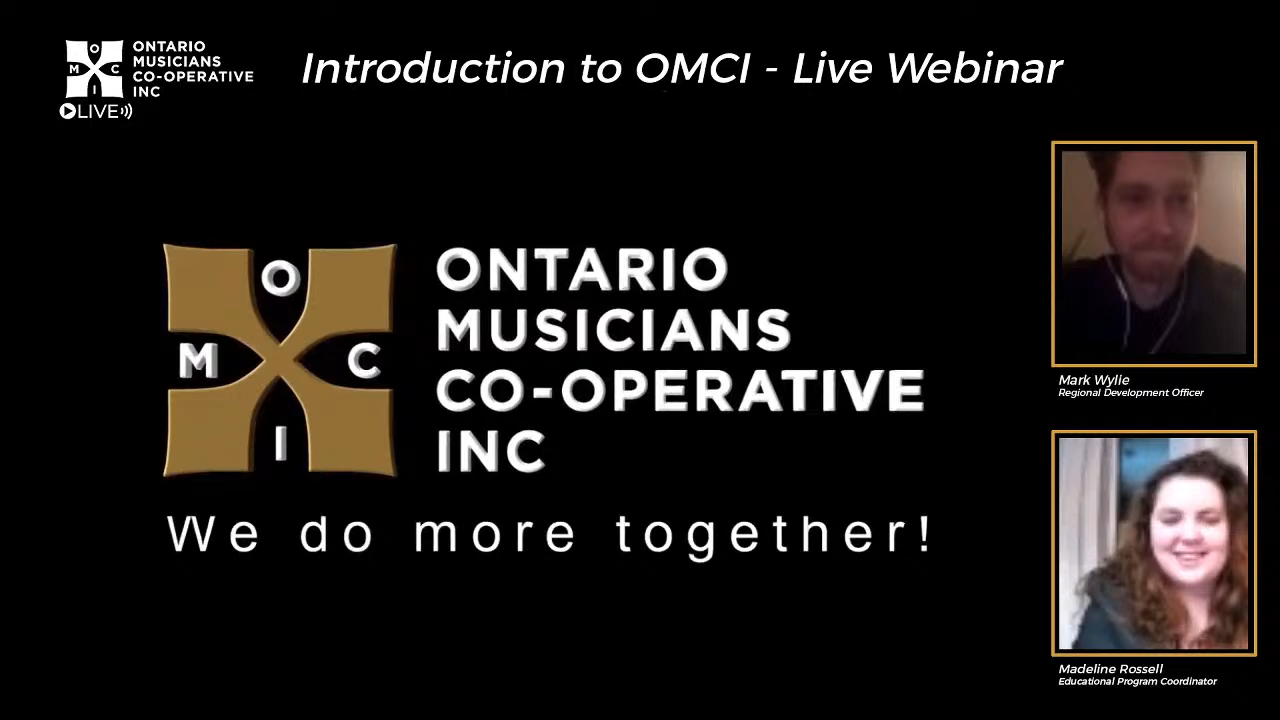 O
M C
I
ONTARIO
MUSICIANS
CO-OPERATIVE
INC
LIVE
Introduction to OMCI - Live Webinar
O
M C
I
ONTARIO
MUSICIANS
CO-OPERATIVE
INC
We do more together!
Mark Wylie
Regional Development Officer
Madeline Rossell
Educational Program Coordinator